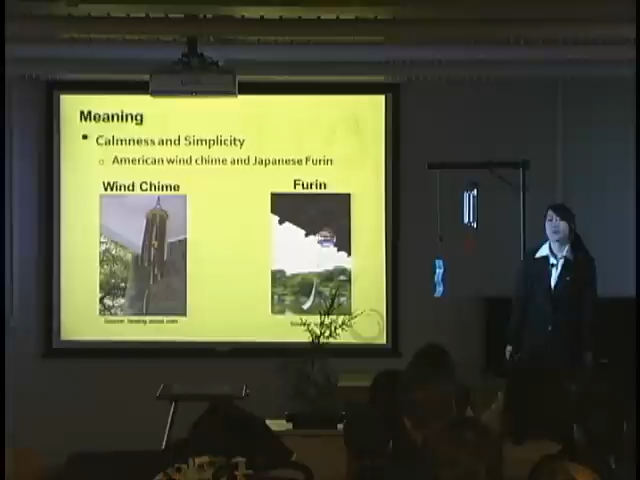 Meaning
Calmness and Simplicity
American wind chime and Japanese Furin
Wind Chime
Furin